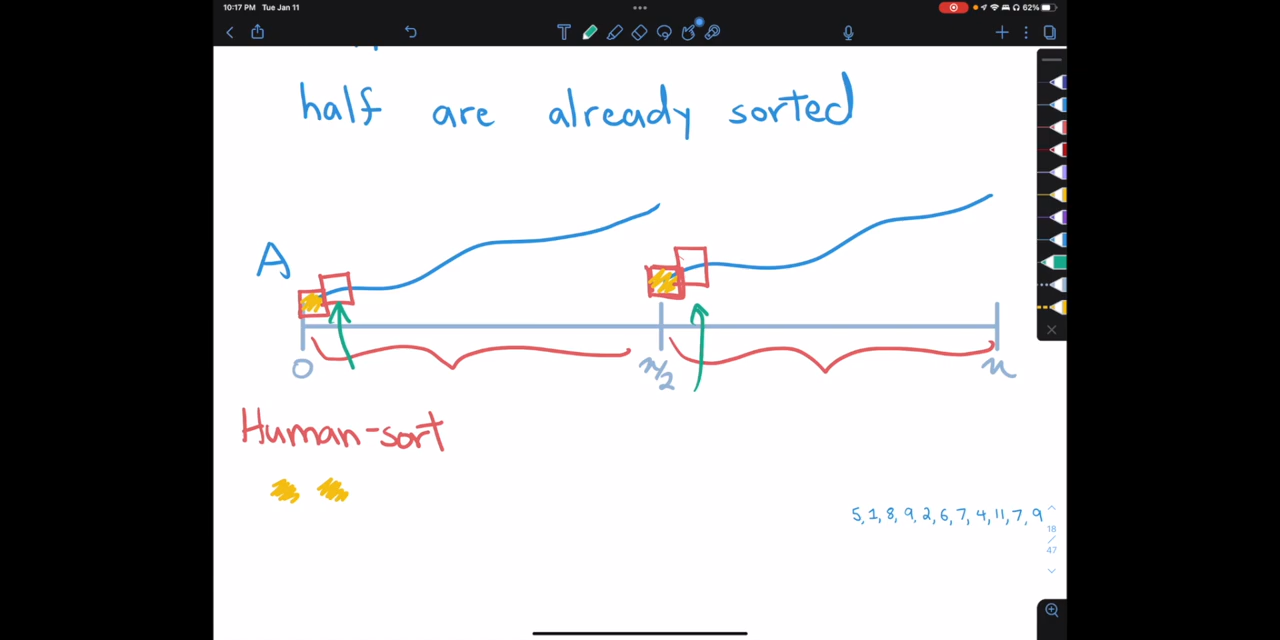 10:17 PM Tue Jan 11
62%
half are already sorted
A
0 n/2 n
Human-sort
5, 1, 8, 9, 2, 6, 7, 4, 11, 7, 9
18
/
47